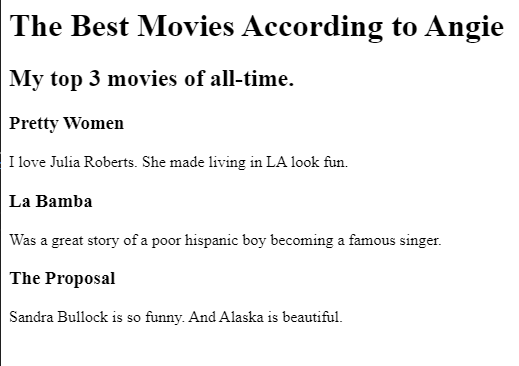 The Best Movies According to Angie
My top 3 movies of all-time.
Pretty Women
I love Julia Roberts. She made living in LA look fun.
La Bamba
Was a great story of a poor hispanic boy becoming a famous singer.
The Proposal
Sandra Bullock is so funny. And Alaska is beautiful.